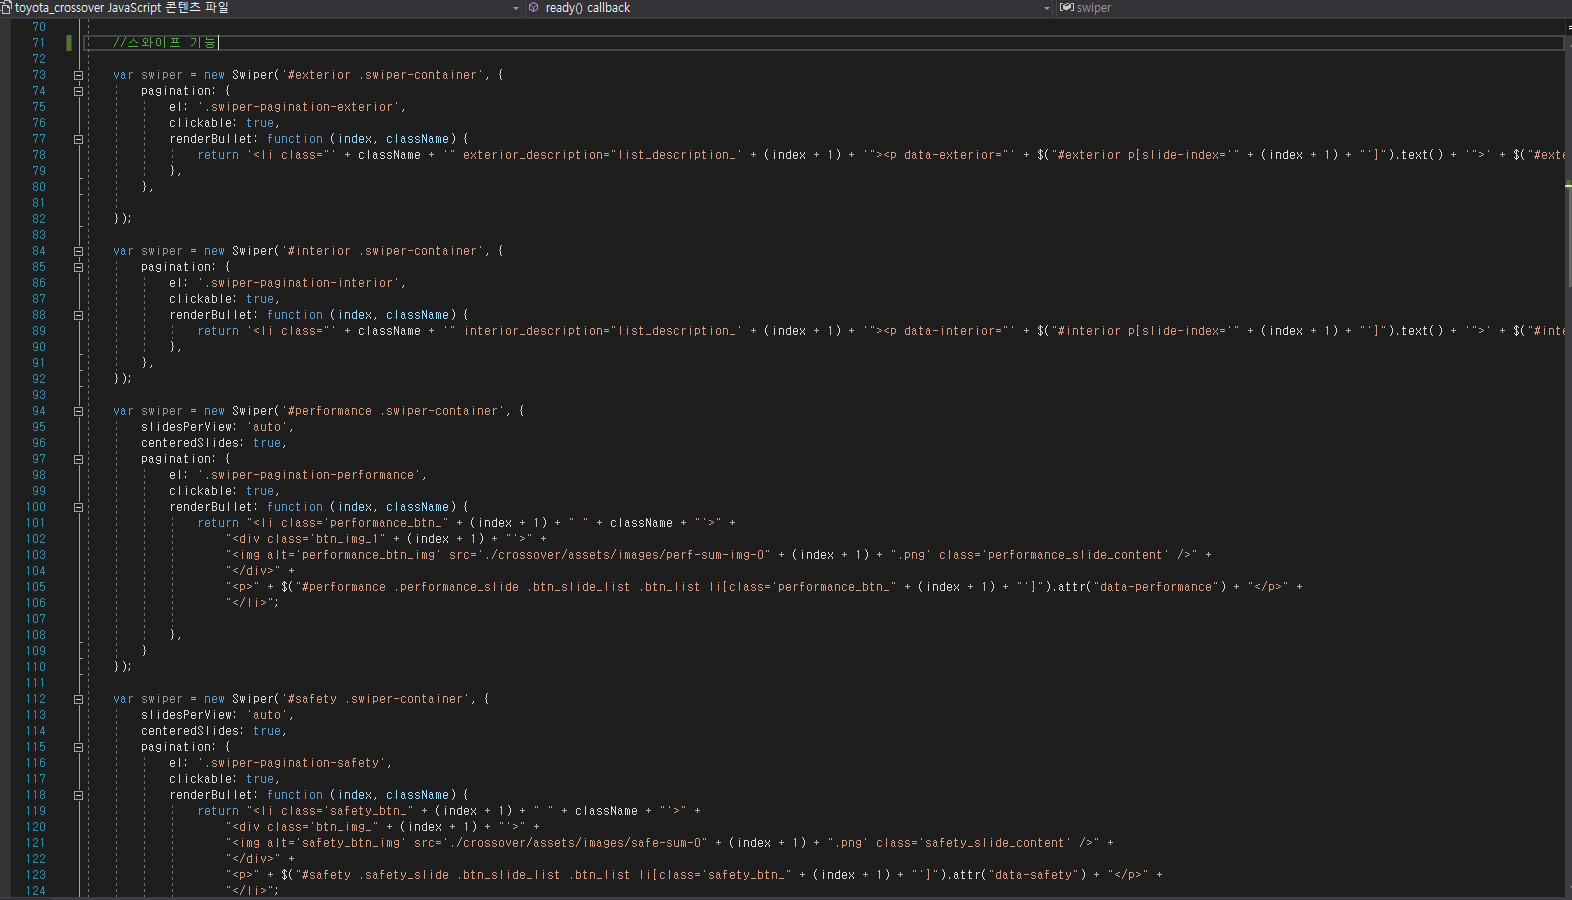 toyota_crossover JavaScript 콘텐츠 파일 ready() callback swiper
70
71 //스와이프 기능
72
73 var swiper = new Swiper('#exterior .swiper-container', {
74 pagination: {
75 el: '.swiper-pagination-exterior',
76 clickable: true,
77 renderBullet: function (index, className) {
78 return '<li class="' + className + '" exterior_description="list_description_' + (index + 1) + '"><p data-exterior="' + $("#exterior p[slide-index='" + (index + 1) + "']").text() + '">' + $("#exte
79 },
80 },
81
82 });
83
84 var swiper = new Swiper('#interior .swiper-container', {
85 pagination: {
86 el: '.swiper-pagination-interior',
87 clickable: true,
88 renderBullet: function (index, className) {
89 return '<li class="' + className + '" interior_description="list_description_' + (index + 1) + '"><p data-interior="' + $("#interior p[slide-index='" + (index + 1) + "']").text() + '">' + $("#inte
90 },
91 },
92 });
93
94 var swiper = new Swiper('#performance .swiper-container', {
95 slidesPerView: 'auto',
96 centeredSlides: true,
97 pagination: {
98 el: '.swiper-pagination-performance',
99 clickable: true,
100 renderBullet: function (index, className) {
101 return "<li class='performance_btn_" + (index + 1) + " " + className + "'>" +
102 "<div class='btn_img_1" + (index + 1) + "'>" +
103 "<img alt='performance_btn_img' src='./crossover/assets/images/perf-sum-img-0" + (index + 1) + ".png' class='performance_slide_content' />" +
104 "</div>" +
105 "<p>" + $("#performance .performance_slide .btn_slide_list .btn_list li[class='performance_btn_" + (index + 1) + "']").attr("data-performance") + "</p>" +
106 "</li>";
107
108 },
109 }
110 });
111
112 var swiper = new Swiper('#safety .swiper-container', {
113 slidesPerView: 'auto',
114 centeredSlides: true,
115 pagination: {
116 el: '.swiper-pagination-safety',
117 clickable: true,
118 renderBullet: function (index, className) {
119 return "<li class='safety_btn_" + (index + 1) + " " + className + "'>" +
120 "<div class='btn_img_" + (index + 1) + "'>" +
121 "<img alt='safety_btn_img' src='./crossover/assets/images/safe-sum-0" + (index + 1) + ".png' class='safety_slide_content' />" +
122 "</div>" +
123 "<p>" + $("#safety .safety_slide .btn_slide_list .btn_list li[class='safety_btn_" + (index + 1) + "']").attr("data-safety") + "</p>" +
124 "</li>";